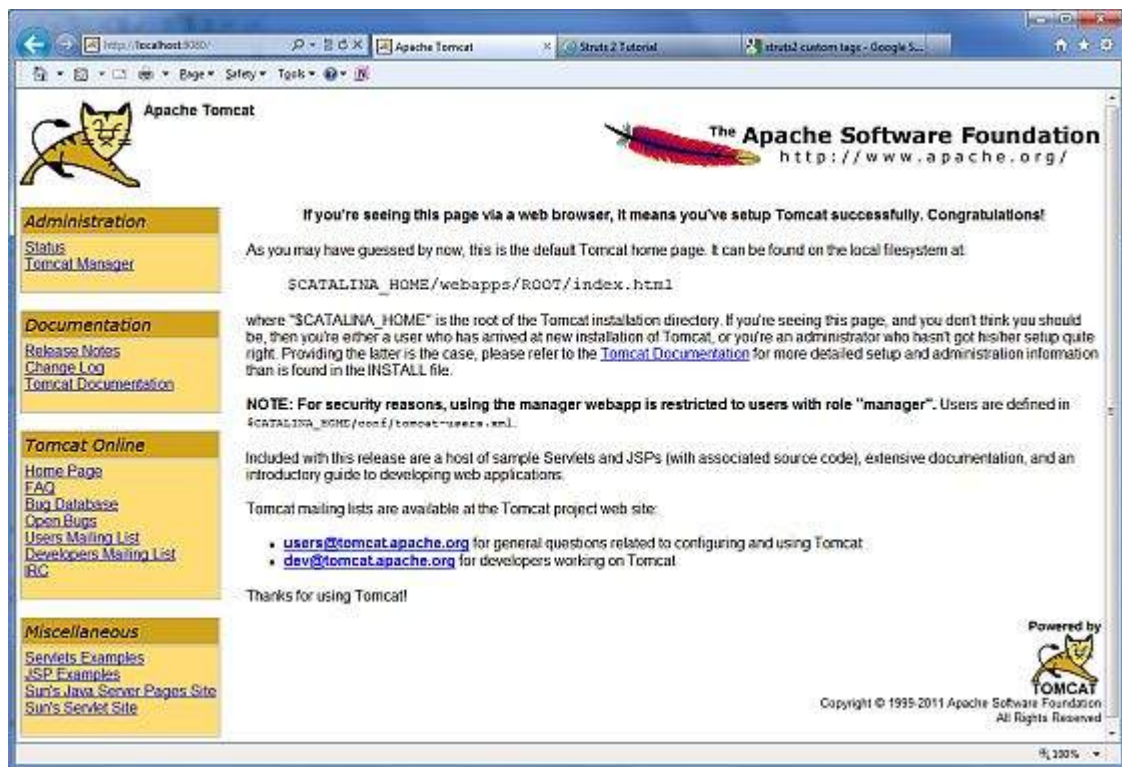 http://localhost:8080/
Apache Tomcat
Struts 2 Tutorial
struts2 custom tags - Google S...
Page
Safety
Tools
Apache Tomcat
The Apache Software Foundation
http://www.apache.org/
Administration
Status
Tomcat Manager
Documentation
Release Notes
Change Log
Tomcat Documentation
Tomcat Online
Home Page
FAQ
Bug Database
Open Bugs
Users Mailing List
Developers Mailing List
IRC
Miscellaneous
Servlets Examples
JSP Examples
Sun's Java Server Pages Site
Sun's Servlet Site
If you're seeing this page via a web browser, it means you've setup Tomcat successfully. Congratulations!
As you may have guessed by now, this is the default Tomcat home page. It can be found on the local filesystem at:
$CATALINA_HOME/webapps/ROOT/index.html
where "$CATALINA_HOME" is the root of the Tomcat installation directory. If you're seeing this page, and you don't think you should
be, then you're either a user who has arrived at new installation of Tomcat, or you're an administrator who hasn't got his/her setup quite
right. Providing the latter is the case, please refer to the Tomcat Documentation for more detailed setup and administration information
than is found in the INSTALL file.
NOTE: For security reasons, using the manager webapp is restricted to users with role "manager". Users are defined in
$CATALINA_HOME/conf/tomcat-users.xml.
Included with this release are a host of sample Servlets and JSPs (with associated source code), extensive documentation, and an
introductory guide to developing web applications.
Tomcat mailing lists are available at the Tomcat project web site:
users@tomcat.apache.org for general questions related to configuring and using Tomcat
dev@tomcat.apache.org for developers working on Tomcat
Thanks for using Tomcat!
Powered by
TOMCAT
Copyright © 1999-2011 Apache Software Foundation
All Rights Reserved
100%